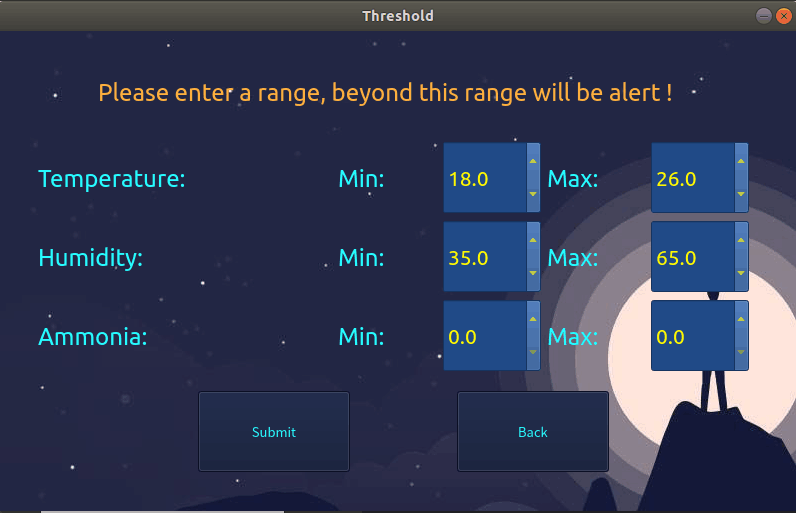 Threshold
Please enter a range, beyond this range will be alert !
Temperature: Min: 18.0 Max: 26.0
Humidity: Min: 35.0 Max: 65.0
Ammonia: Min: 0.0 Max: 0.0
Submit Back